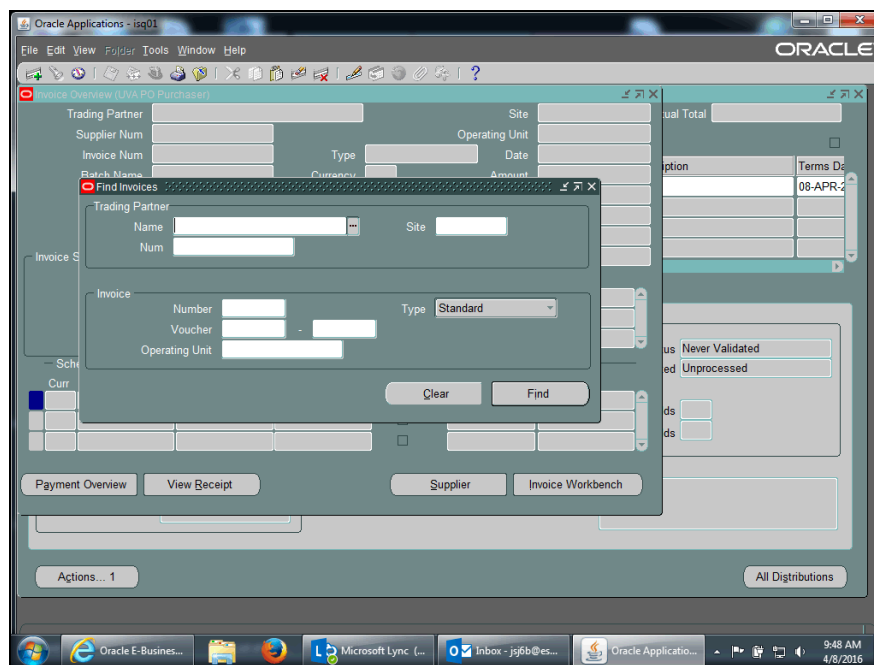 Oracle Applications - isq01
File Edit View Folder Tools Window Help
ORACLE
Invoice Overview (UVA PO Purchaser)
Trading Partner
Site
Supplier Num
Operating Unit
Invoice Num
Type
Date
Batch Name
Currency
Amount
tual Total
iption
Terms Da
08-APR-2
Find Invoices
Trading Partner
Name
Site
Num
Invoice S
Invoice
Number
Type
Standard
Voucher
-
Operating Unit
Clear
Find
Sche
Curr
us Never Validated
ed Unprocessed
ds
ds
Payment Overview
View Receipt
Supplier
Invoice Workbench
Actions... 1
All Distributions
Oracle E-Busines...
Microsoft Lync (...
Inbox - jsj6b@es...
Oracle Applicatio...
9:48 AM
4/8/2016